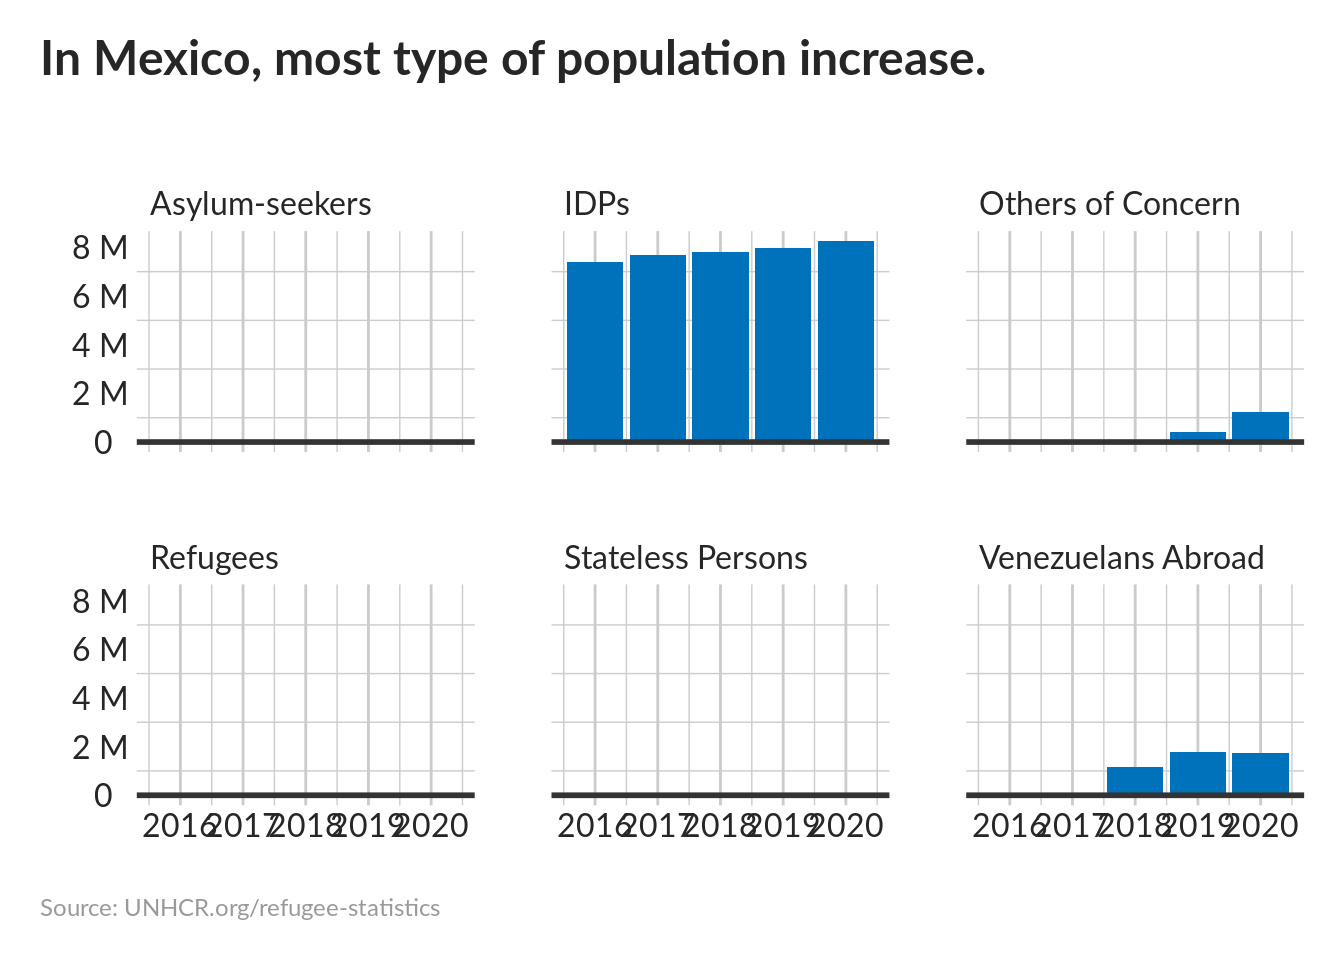 In Mexico, most type of population increase.
Asylum-seekers
IDPs
Others of Concern
8 M
6 M
4 M
2 M
0
Refugees
Stateless Persons
Venezuelans Abroad
8 M
6 M
4 M
2 M
0
2016 2017 2018 2019 2020
2016 2017 2018 2019 2020
2016 2017 2018 2019 2020
Source: UNHCR.org/refugee-statistics